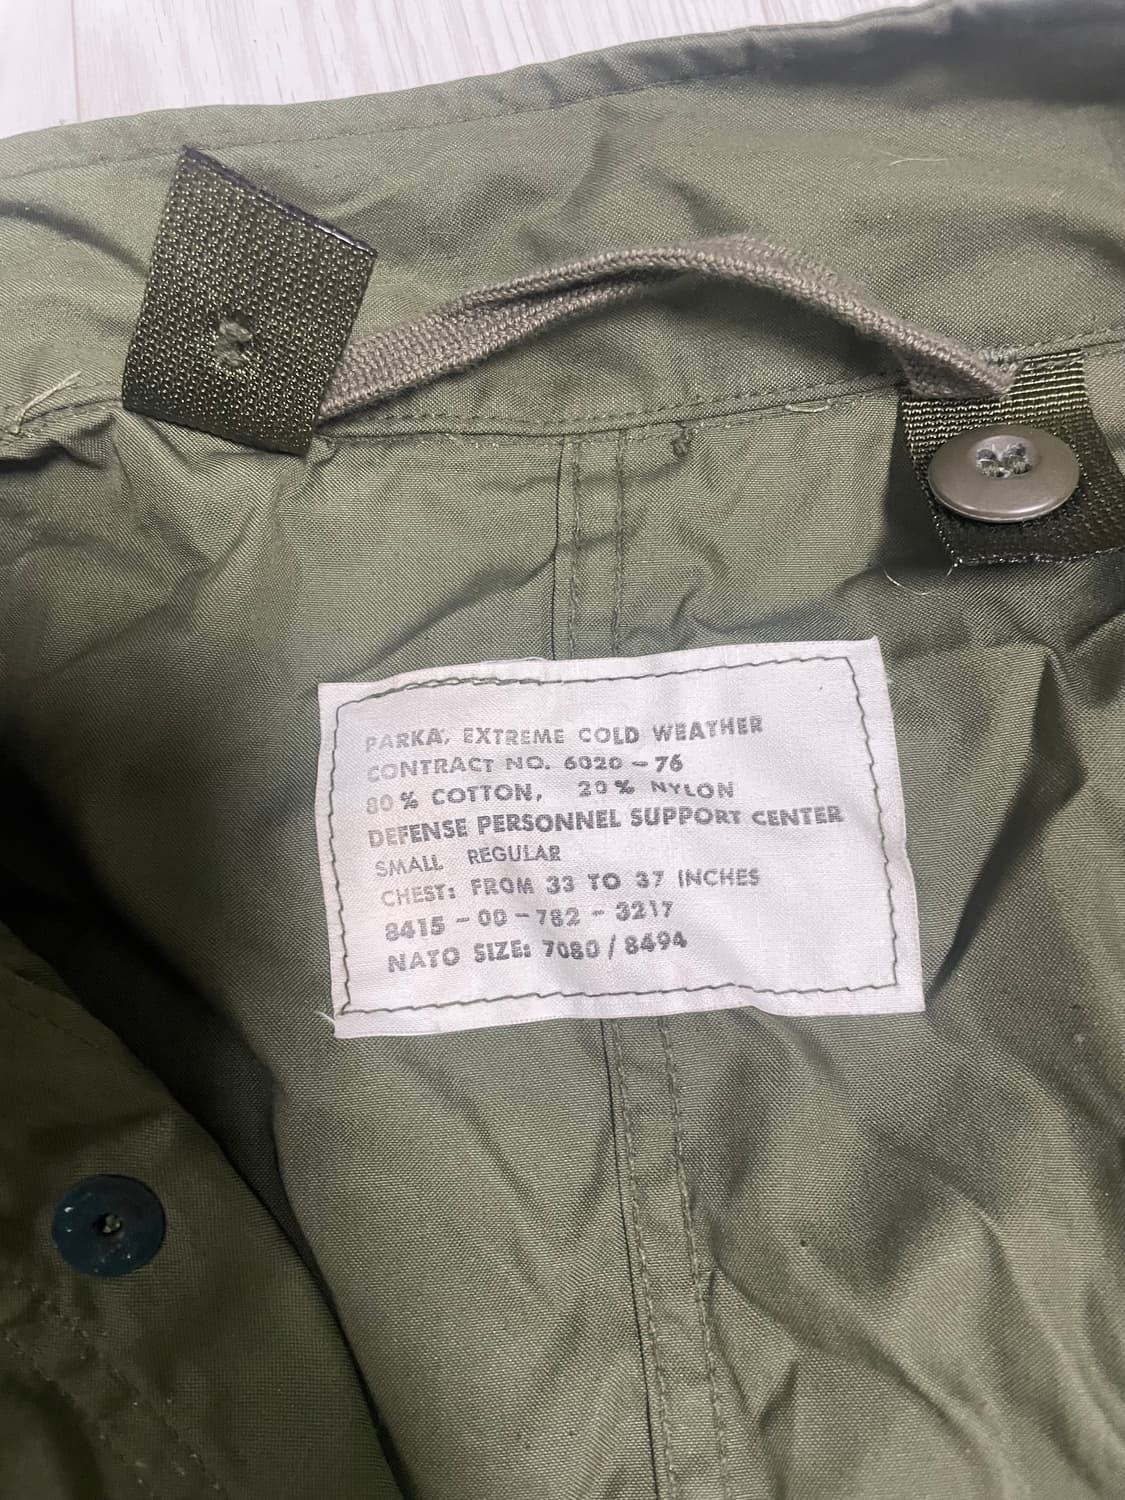 PARKA, EXTREME COLD WEATHER
CONTRACT NO. 6020 - 76
80 % COTTON, 20 % NYLON
DEFENSE PERSONNEL SUPPORT CENTER
SMALL REGULAR
CHEST: FROM 33 TO 37 INCHES
8415 - 00 - 782 - 3217
NATO SIZE: 7080 / 8494